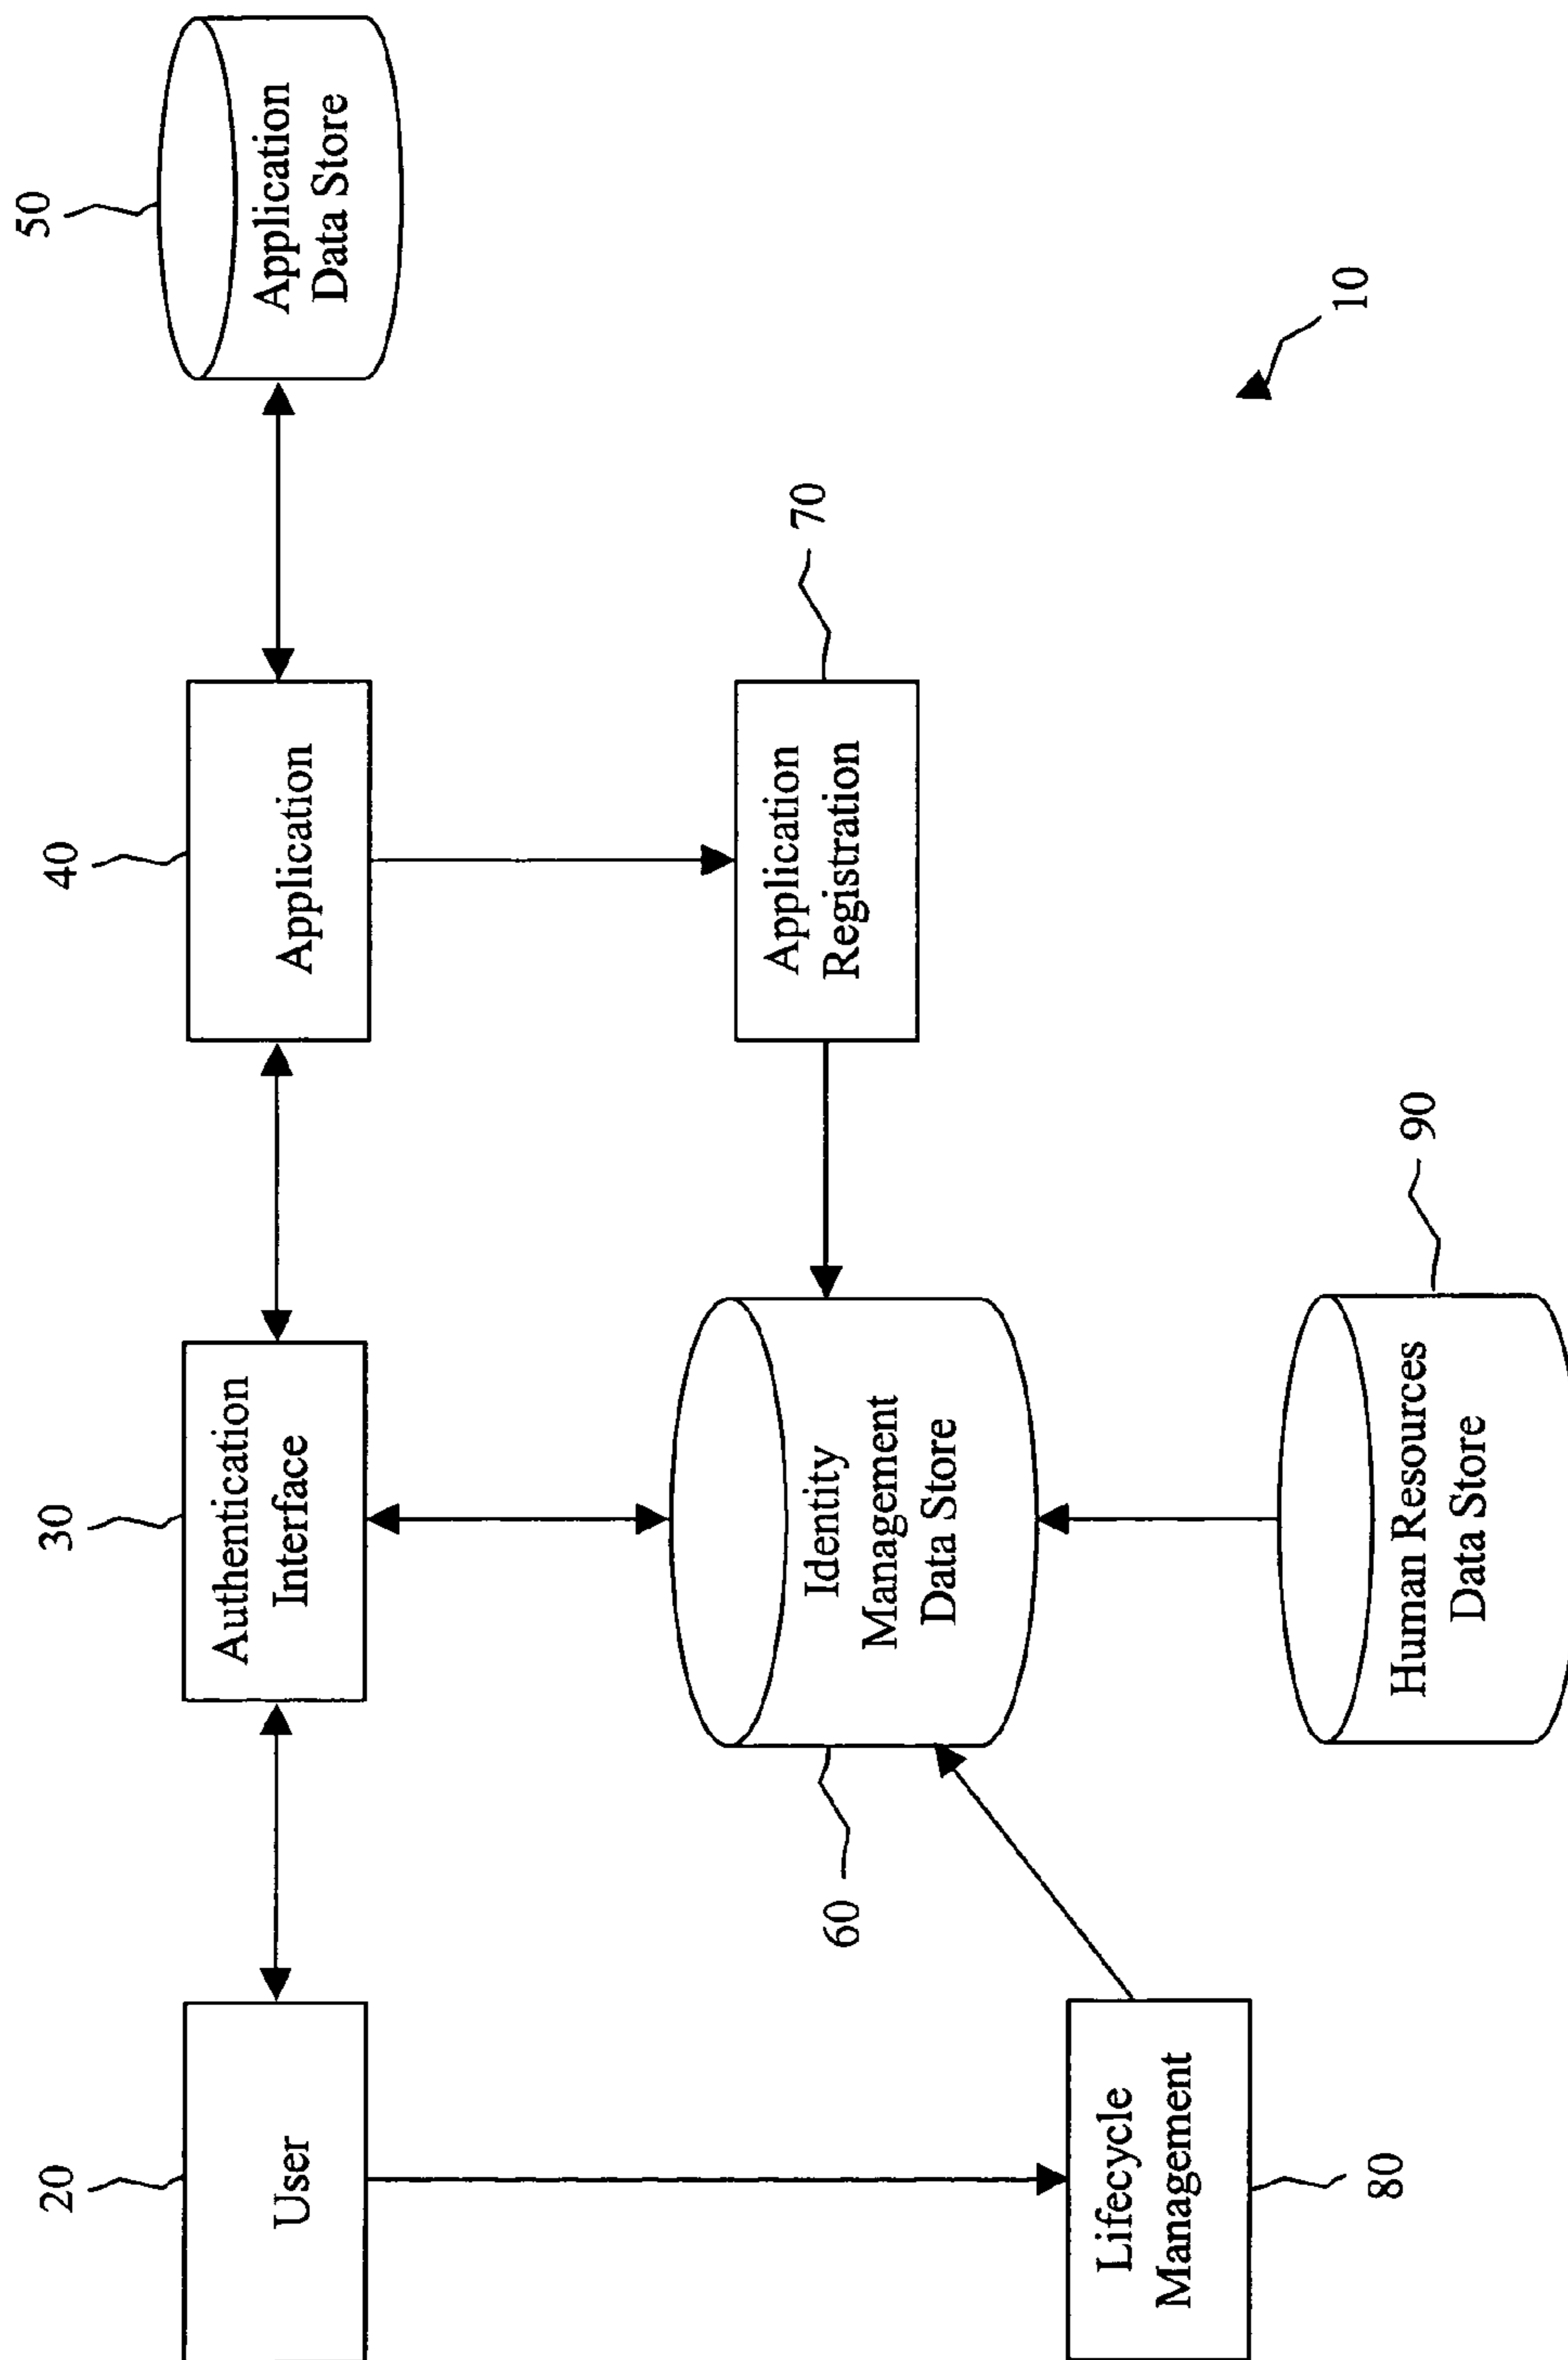 20
User
30
Authentication
Interface
40
Application
50
Application
Data Store
60
Identity
Management
Data Store
70
Application
Registration
10
80
Lifecycle
Management
90
Human Resources
Data Store